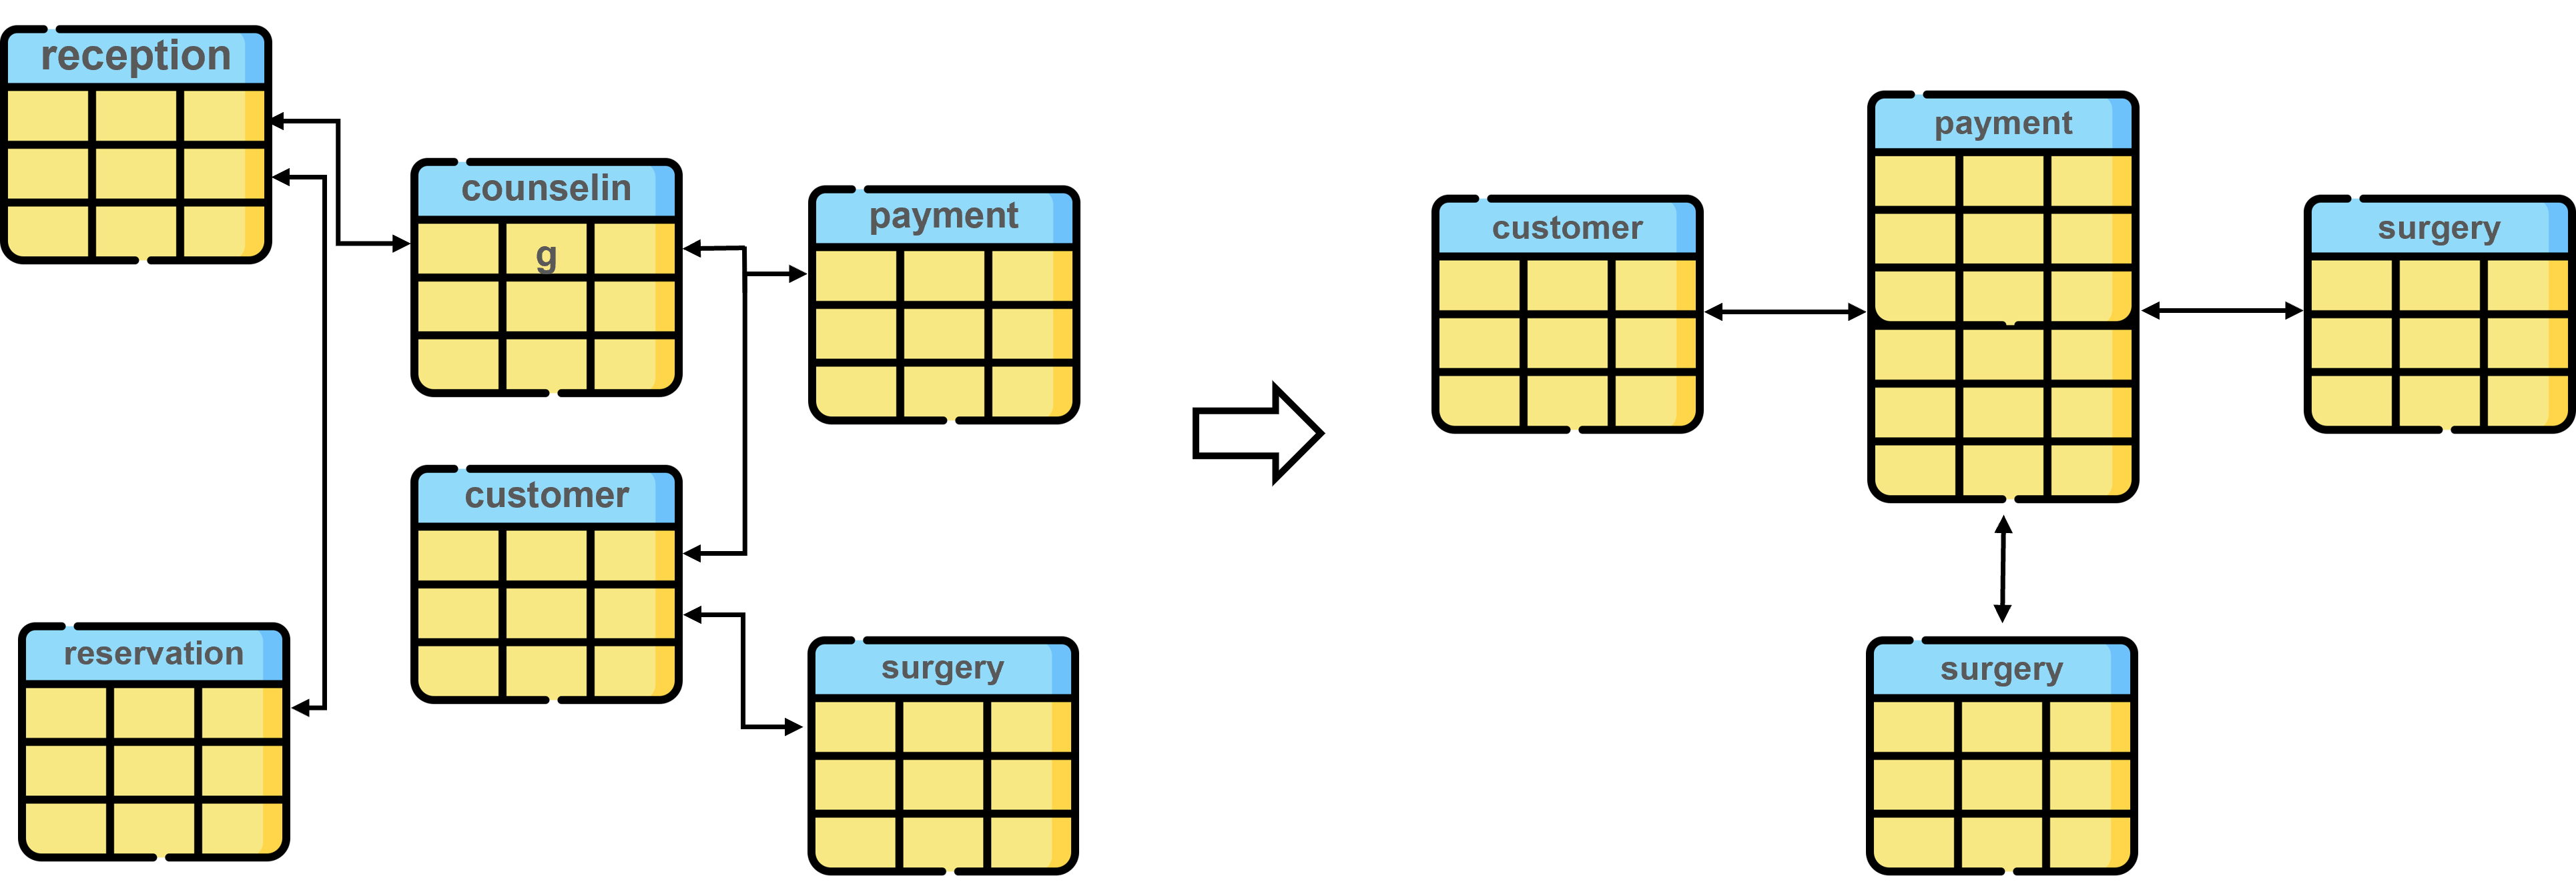 reception
counselin
g
payment
customer
reservation
surgery
payment
customer
surgery
surgery